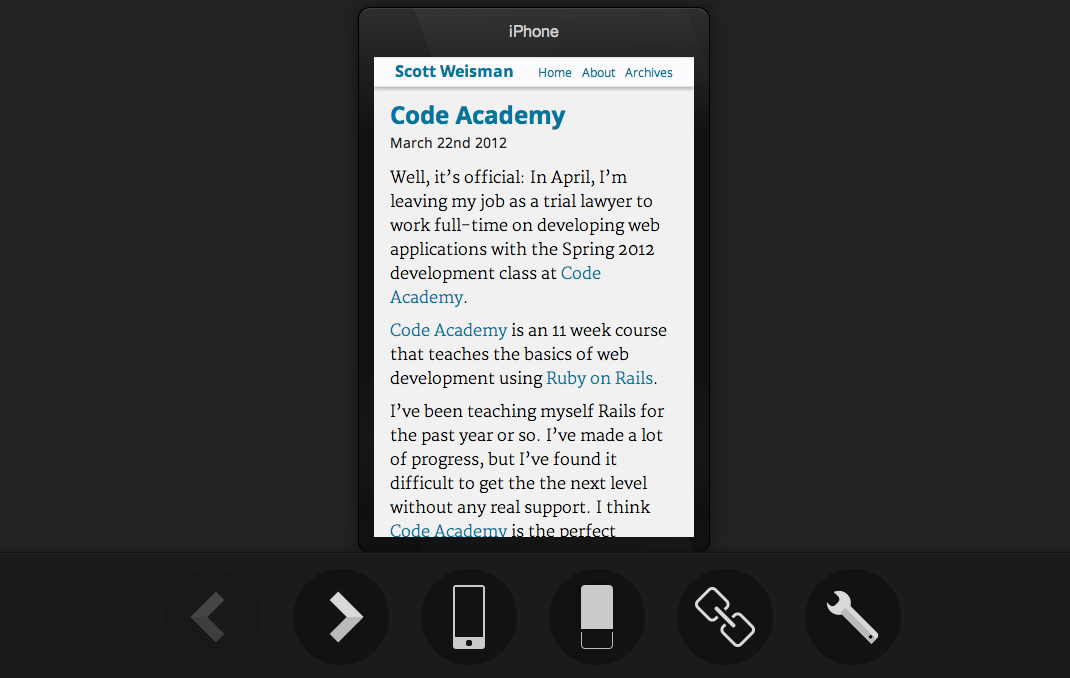 iPhone
Scott Weisman Home About Archives
Code Academy
March 22nd 2012
Well, it’s official: In April, I’m
leaving my job as a trial lawyer to
work full-time on developing web
applications with the Spring 2012
development class at Code
Academy.
Code Academy is an 11 week course
that teaches the basics of web
development using Ruby on Rails.
I’ve been teaching myself Rails for
the past year or so. I’ve made a lot
of progress, but I’ve found it
difficult to get the the next level
without any real support. I think
Code Academy is the perfect